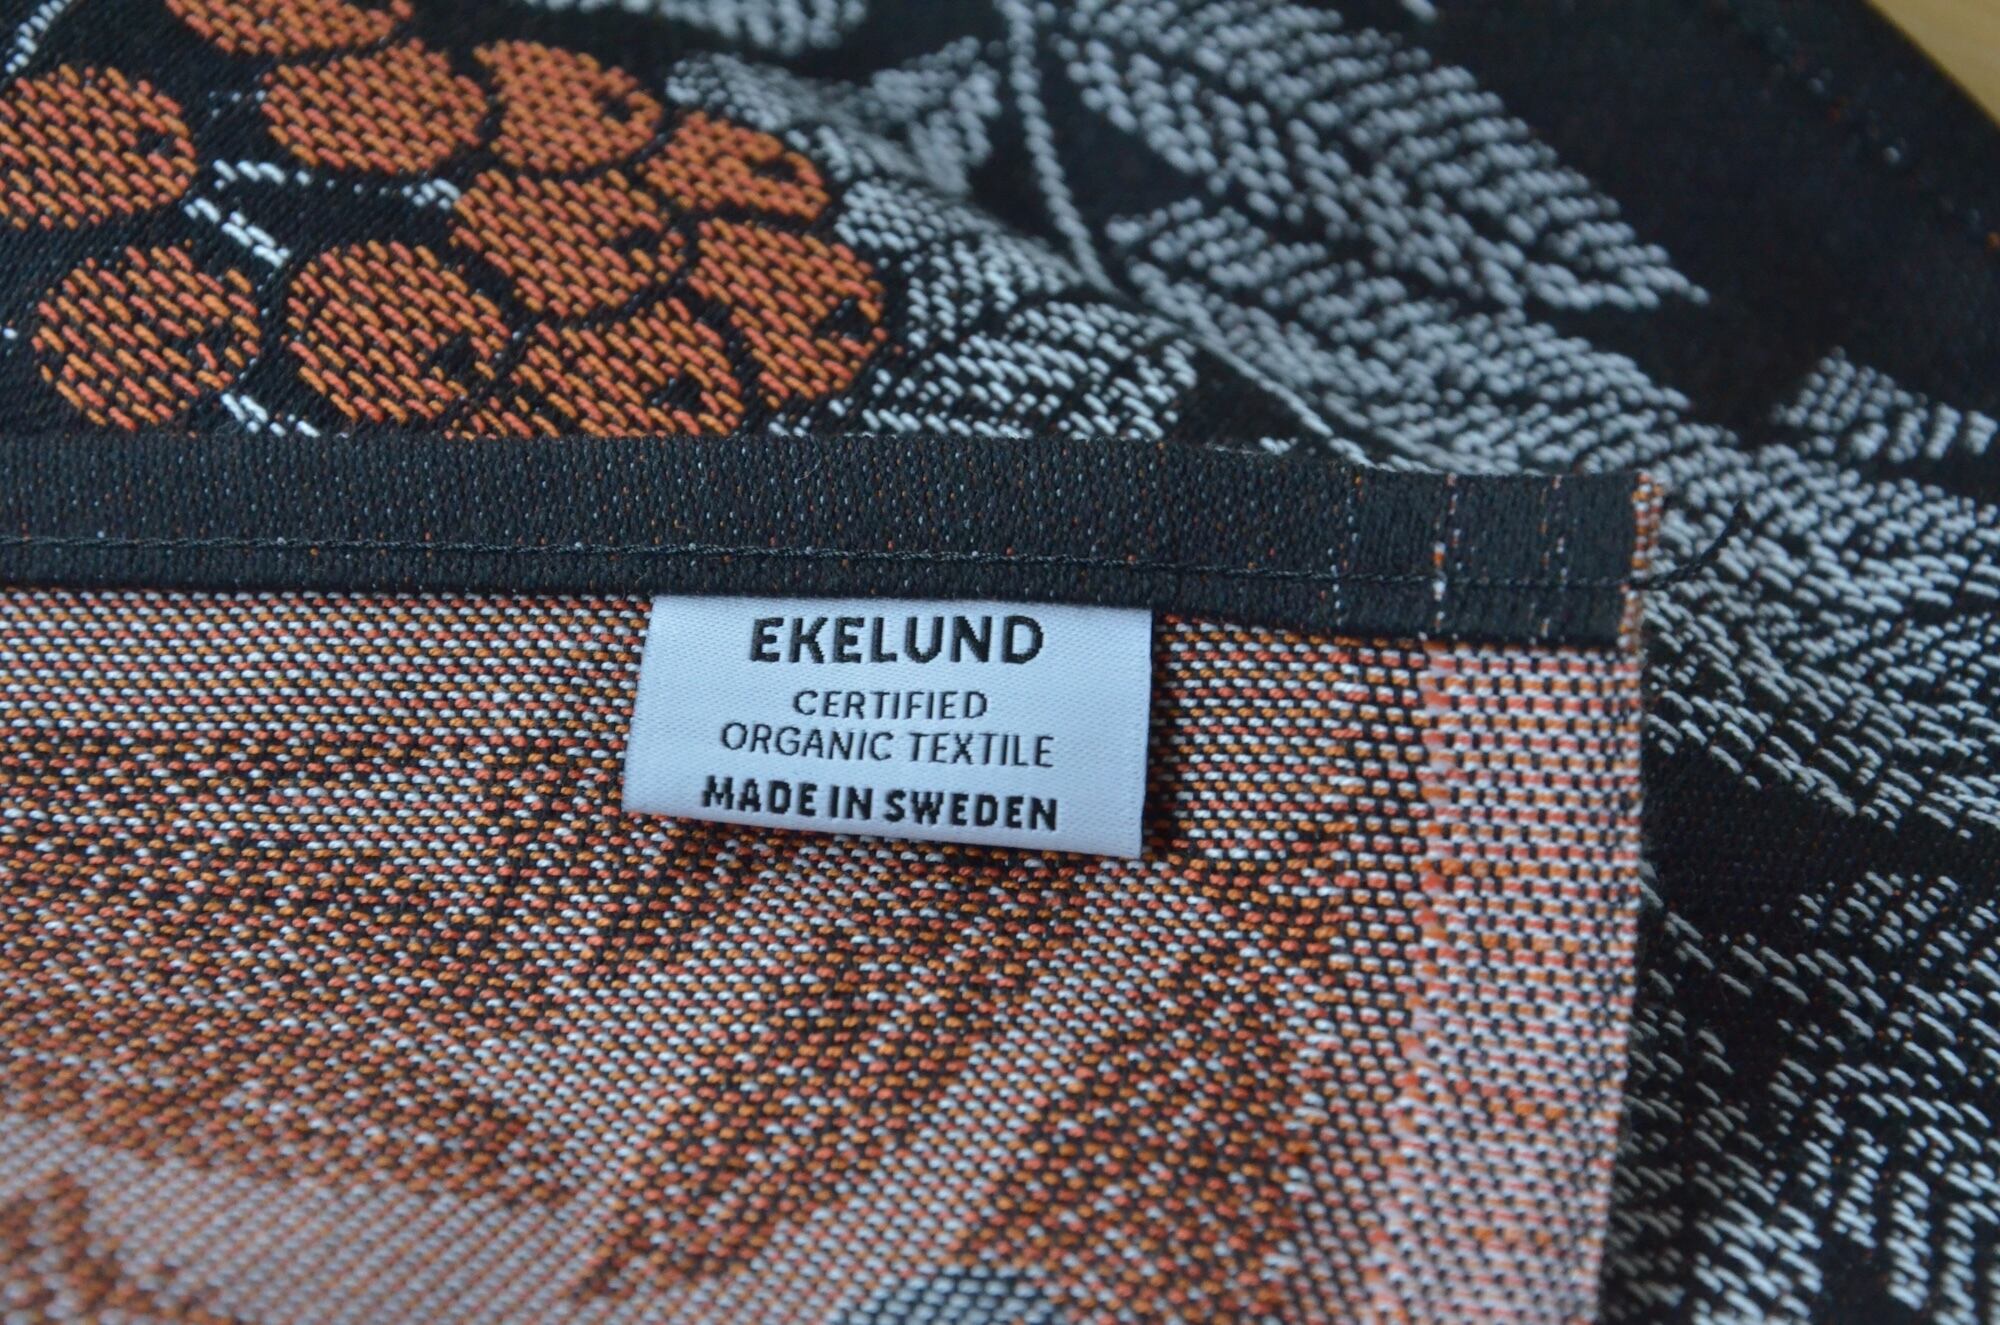 EKELUND
CERTIFIED
ORGANIC TEXTILE
MADE IN SWEDEN